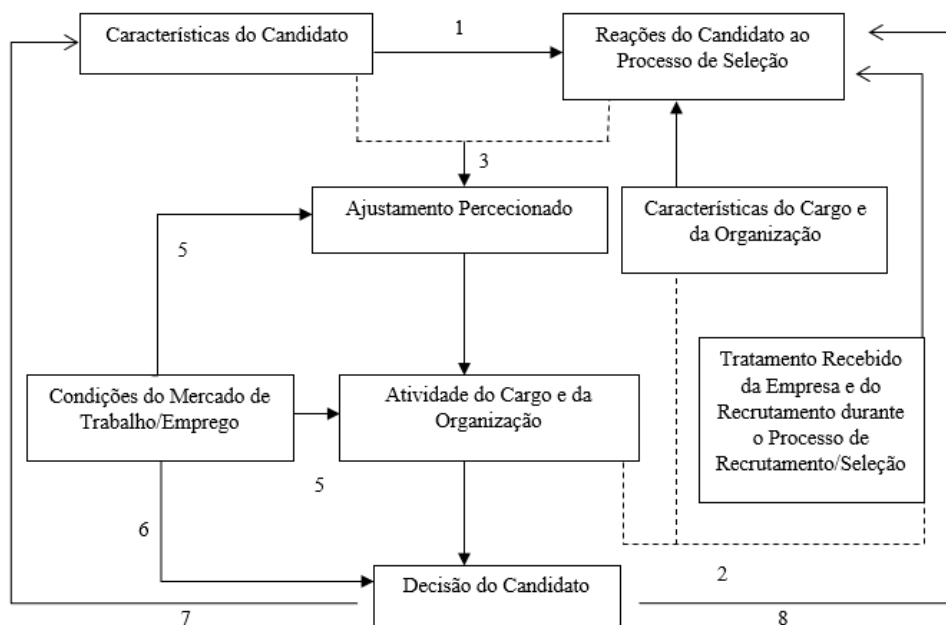 Características do Candidato
1
Reações do Candidato ao
Processo de Seleção
3
Ajustamento Percecionado
Características do Cargo e
da Organização
5
Tratamento Recebido
da Empresa e do
Recrutamento durante
o Processo de
Recrutamento/Seleção
Condições do Mercado de
Trabalho/Emprego
Atividade do Cargo e da
Organização
5
6
2
Decisão do Candidato
7
8